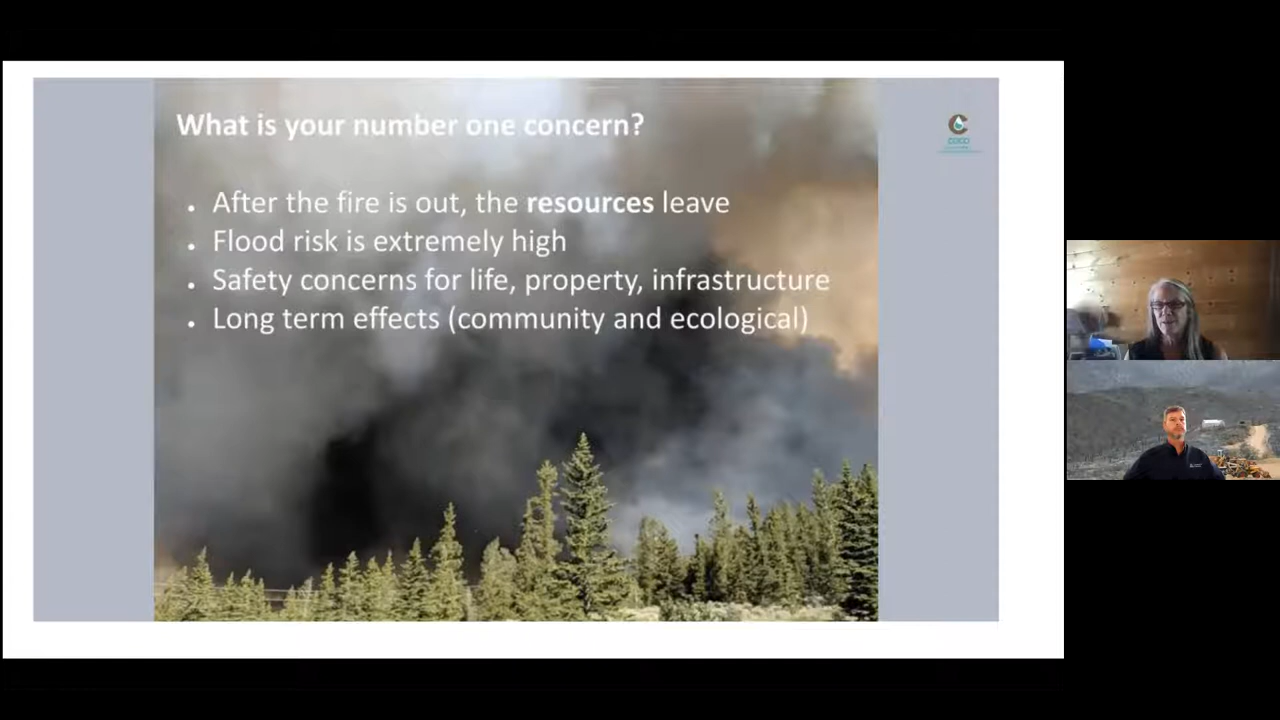 What is your number one concern?
• After the fire is out, the resources leave
• Flood risk is extremely high
• Safety concerns for life, property, infrastructure
• Long term effects (community and ecological)